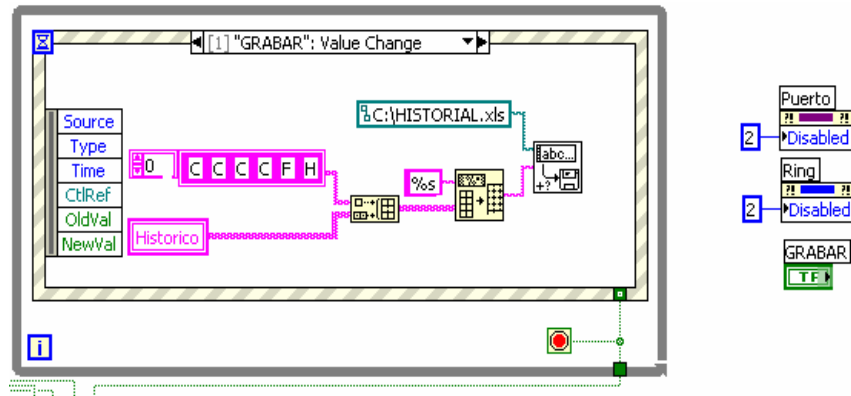 [1] "GRABAR": Value Change
C:\HISTORIAL.xls
Source
Type
Time
CtlRef
OldVal
NewVal
0
C C C C F H
%s
abc...
+?
Historico
i
Puerto
2
Disabled
Ring
2
Disabled
GRABAR
TF